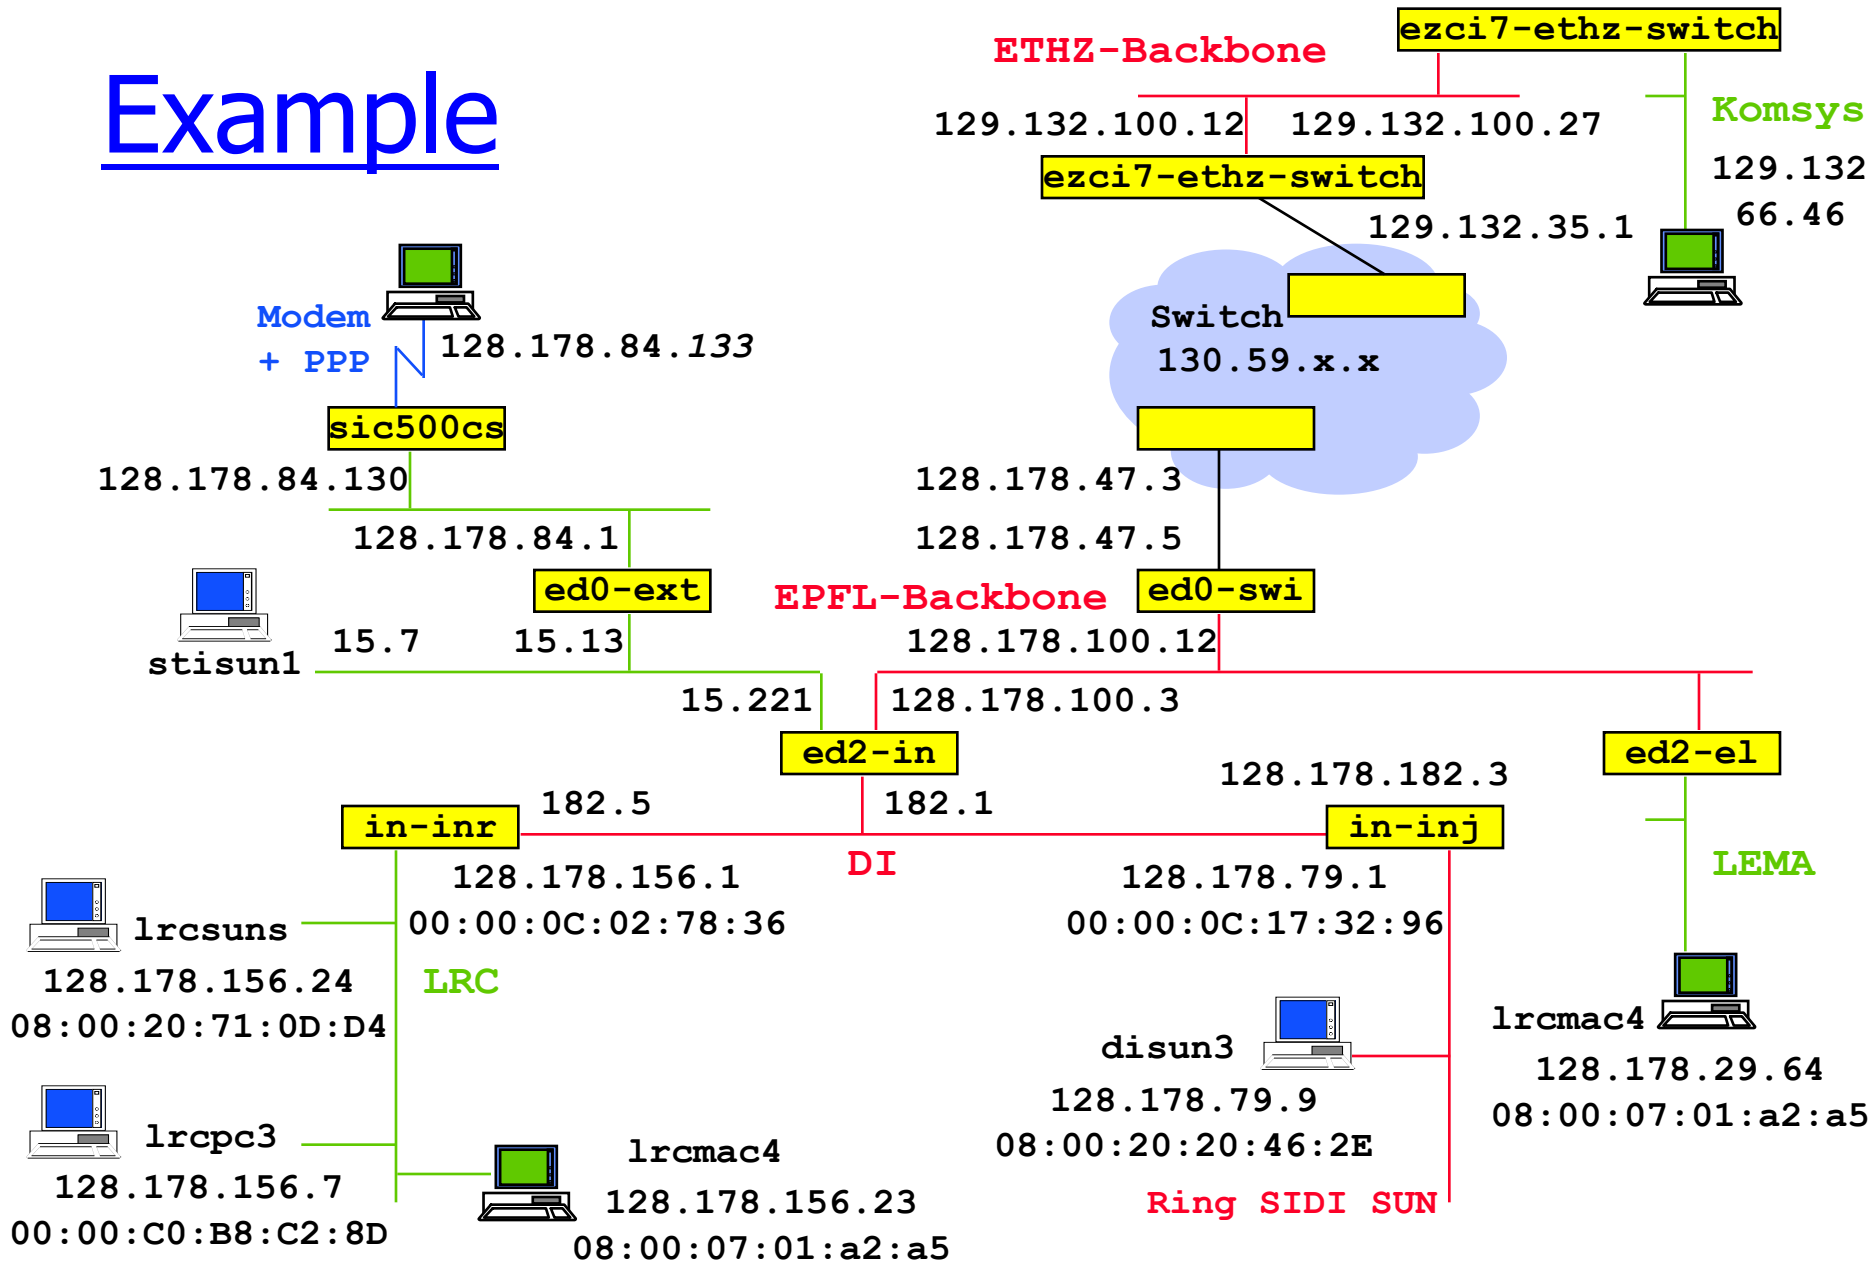 Example
ezci7-ethz-switch
ETHZ-Backbone
129.132.100.12
129.132.100.27
Komsys
129.132
66.46
ezci7-ethz-switch
129.132.35.1
Switch
130.59.x.x
Modem
+ PPP
128.178.84.133
sic500cs
128.178.84.130
128.178.84.1
128.178.47.3
128.178.47.5
ed0-ext
EPFL-Backbone
ed0-swi
stisun1
15.7
15.13
128.178.100.12
15.221
128.178.100.3
ed2-in
ed2-el
128.178.182.3
182.5
182.1
in-inr
in-inj
DI
LEMA
128.178.156.1
00:00:0C:02:78:36
128.178.79.1
00:00:0C:17:32:96
lrcsuns
128.178.156.24
08:00:20:71:0D:D4
LRC
lrcmac4
128.178.29.64
08:00:07:01:a2:a5
disun3
128.178.79.9
08:00:20:20:46:2E
Ring SIDI SUN
lrcpc3
128.178.156.7
00:00:C0:B8:C2:8D
lrcmac4
128.178.156.23
08:00:07:01:a2:a5